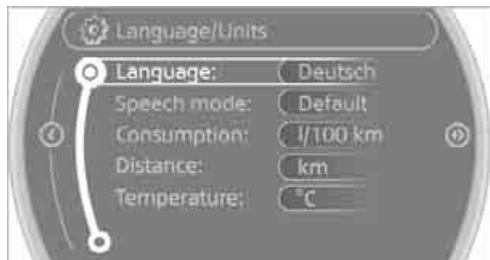 Language/Units
Language: Deutsch
Speech mode: Default
Consumption: l/100 km
Distance: km
Temperature: °C